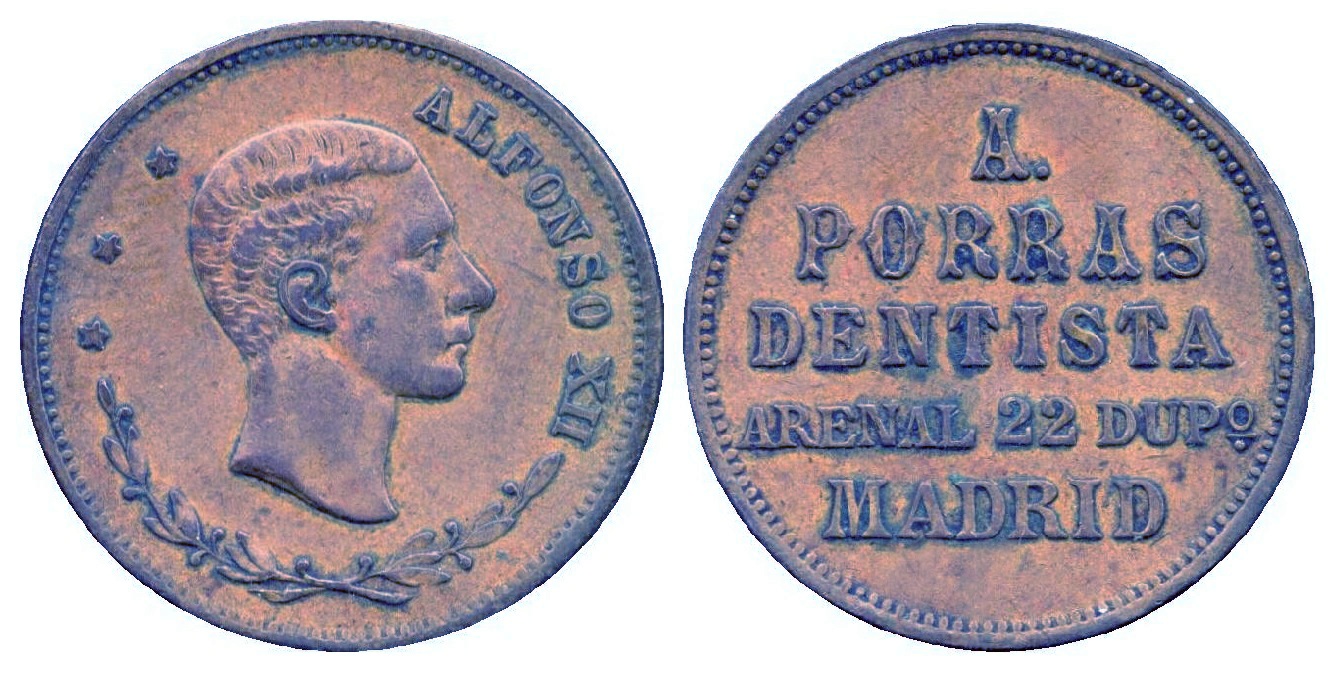 ALFONSO XII
A.
PORRAS
DENTISTA
ARENAL 22 DUPº
MADRID